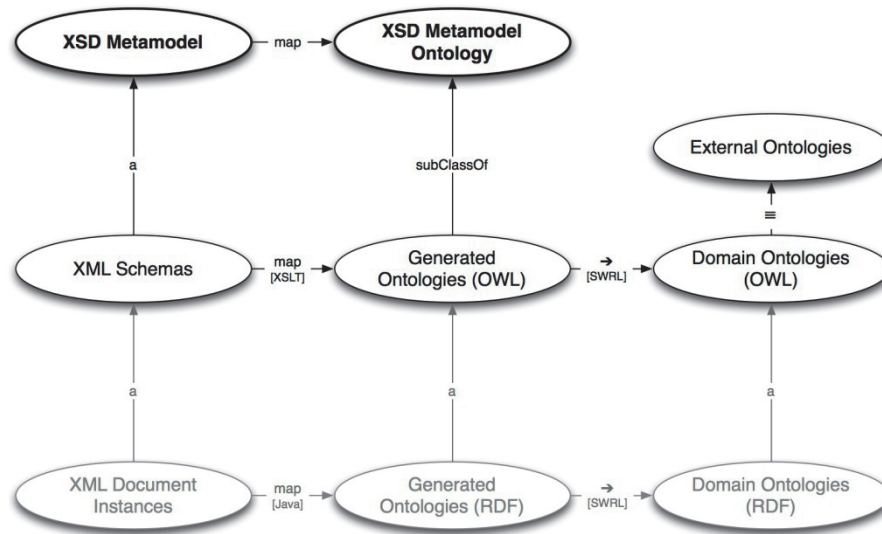 XSD Metamodel
map
XSD Metamodel
Ontology
a
subClassOf
External Ontologies
≡
XML Schemas
map
[XSLT]
Generated
Ontologies (OWL)
➔
[SWRL]
Domain Ontologies
(OWL)
a
a
a
XML Document
Instances
map
[Java]
Generated
Ontologies (RDF)
➔
[SWRL]
Domain Ontologies
(RDF)